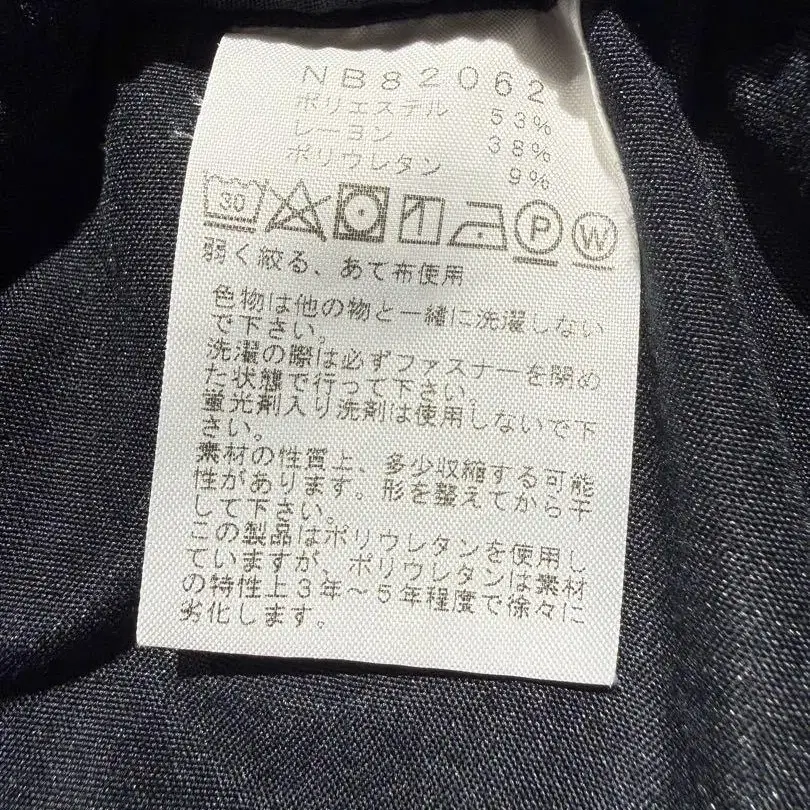 NB82062
ポリエステル 53%
レーヨン 38%
ポリウレタン 9%
30 P W
弱く絞る、あて布使用
色物は他の物と一緒に洗濯しない
で下さい。
洗濯の際は必ずファスナーを閉め
た状態で行って下さい。
蛍光剤入り洗剤は使用しないで下
さい。
素材の性質上、多少収縮する可能
性があります。形を整えてから干
して下さい。
この製品はポリウレタンを使用し
ていますが、ポリウレタンは素材
の特性上3年～5年程度で徐々に
劣化します。